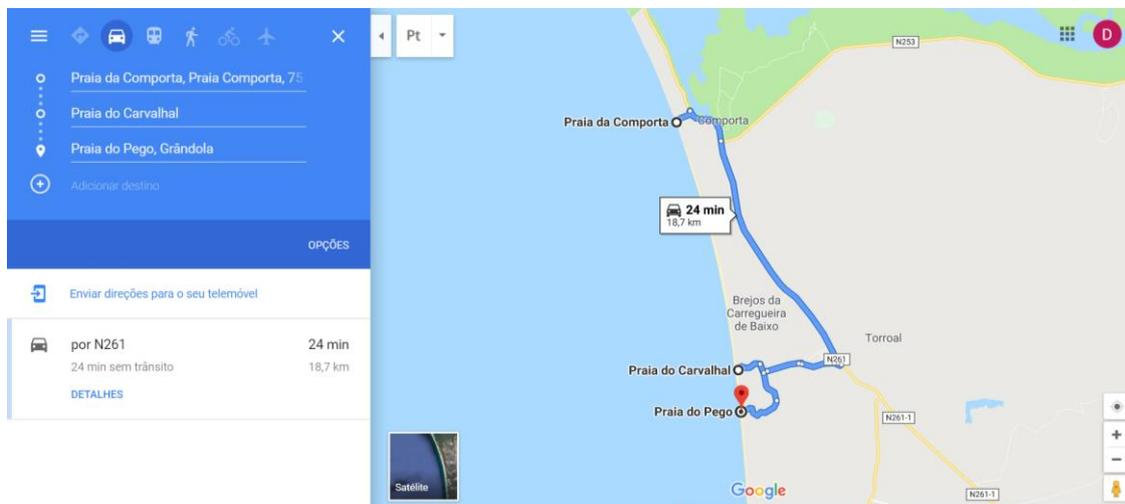 Praia da Comporta, Praia Comporta, 75
Praia do Carvalhal
Praia do Pego, Grândola
Adicionar destino
OPÇÕES
Enviar direções para o seu telemóvel
por N261 24 min
24 min sem trânsito 18,7 km
DETALHES
Pt
D
N253
Praia da Comporta
Comporta
24 min
18,7 km
Brejos da
Carregueira
de Baixo
Torroal
N261
Praia do Carvalhal
Praia do Pego
N261-1
N261-1
Satélite
Google